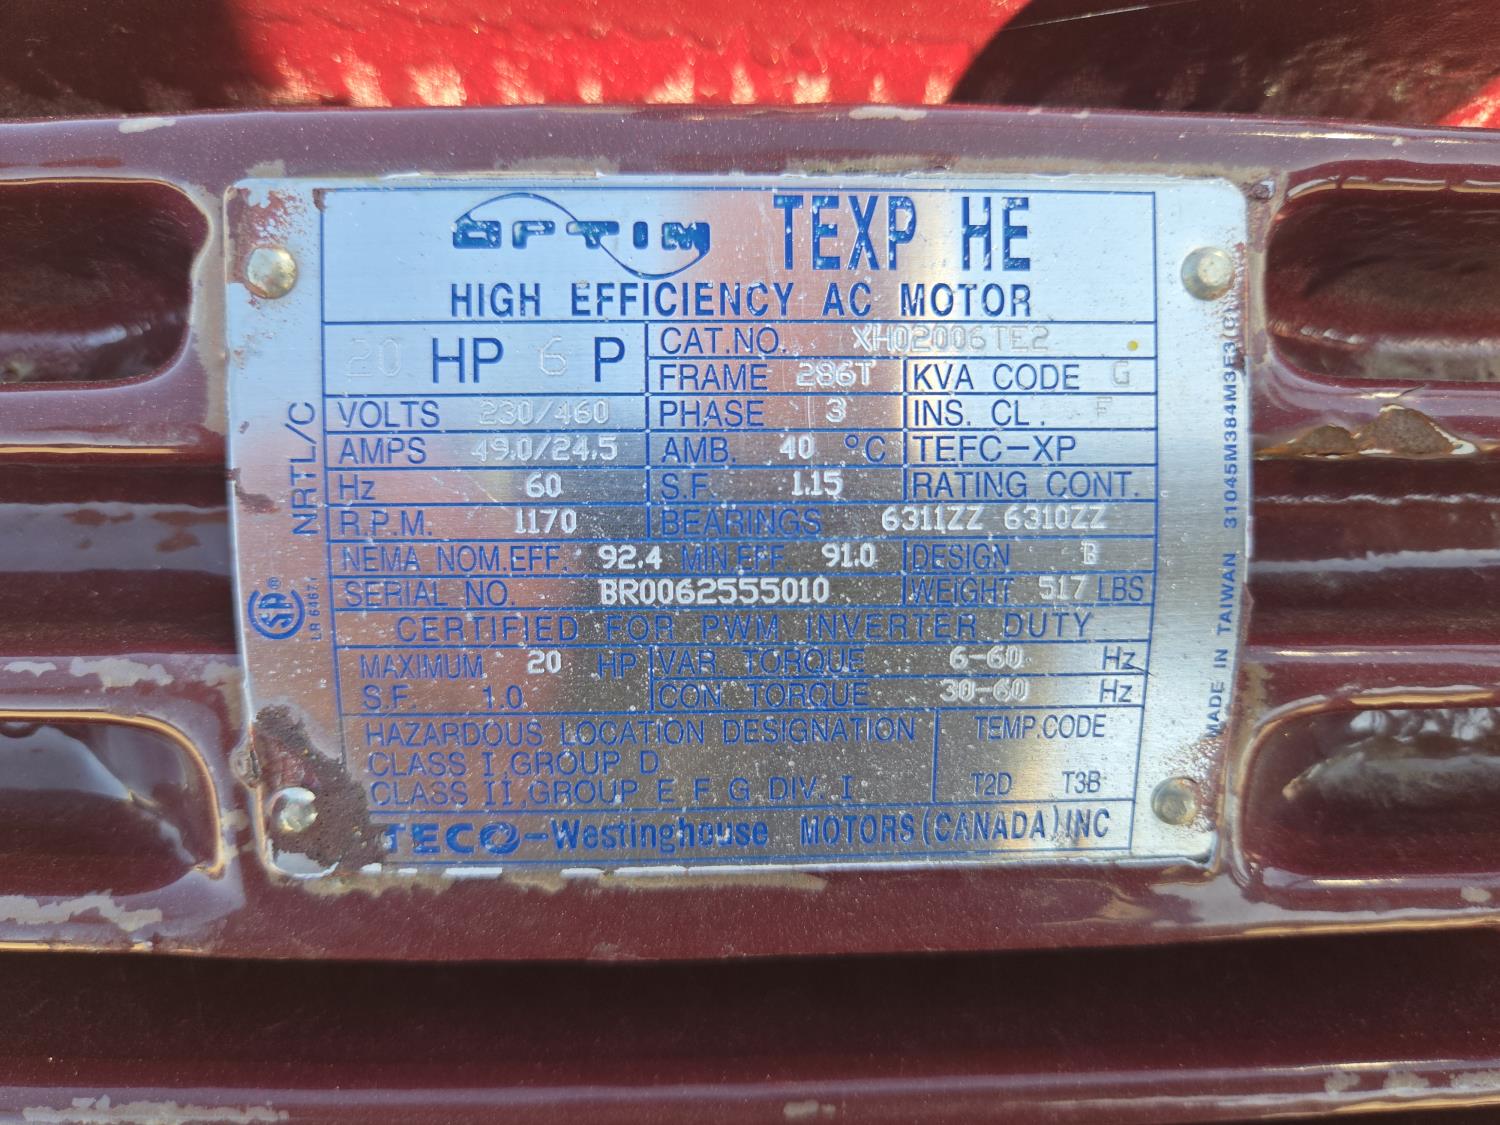 OPTIM TEXP HE
HIGH EFFICIENCY AC MOTOR
20 HP 6 P
CAT.NO. XH02006TE2
FRAME 286T KVA CODE G
VOLTS 230/460 PHASE 3 INS. CL. F
AMPS 49.0/24.5 AMB. 40 °C TEFC-XP
Hz 60 S.F. 1.15 RATING CONT.
R.P.M. 1170 BEARINGS 6311ZZ 6310ZZ
NEMA NOM.EFF. 92.4 MIN.EFF. 91.0 DESIGN B
SERIAL NO. BR0062555010 WEIGHT 517 LBS
CERTIFIED FOR PWM INVERTER DUTY
MAXIMUM 20 HP VAR. TORQUE 6-60 Hz
S.F. 1.0 CON. TORQUE 30-60 Hz
HAZARDOUS LOCATION DESIGNATION TEMP.CODE
CLASS I,GROUP D
CLASS II,GROUP E F G DIV. I T2D T3B
TECO-Westinghouse MOTORS(CANADA)INC
NRTL/C
SA®
MADE IN TAIWAN